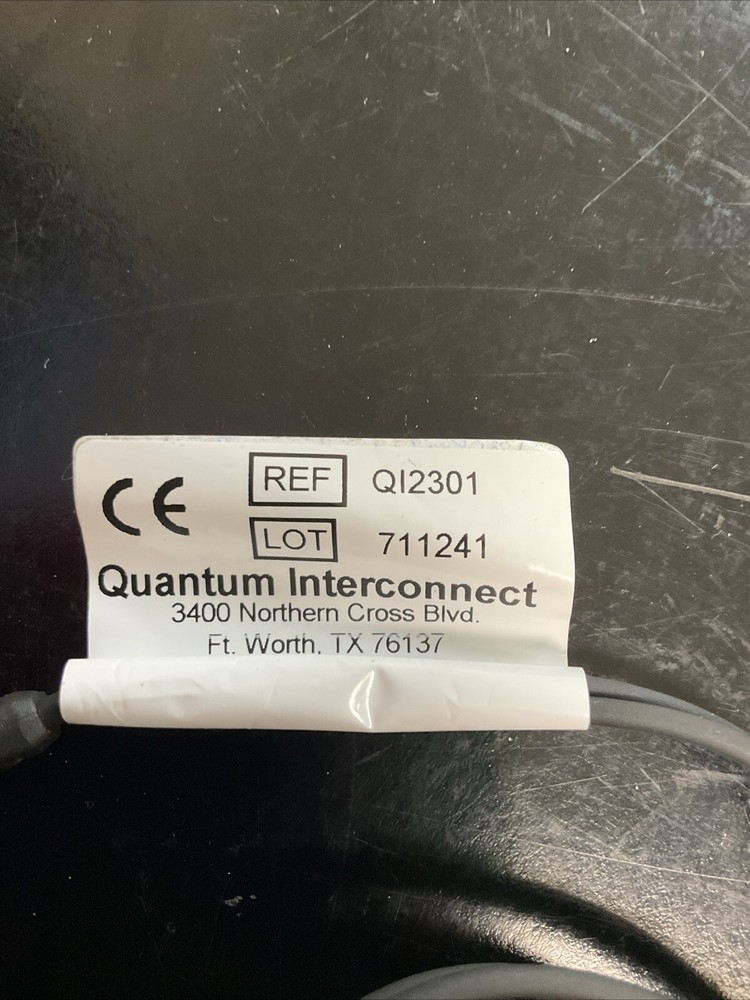 CE REF QI2301
LOT 711241
Quantum Interconnect
3400 Northern Cross Blvd.
Ft. Worth, TX 76137